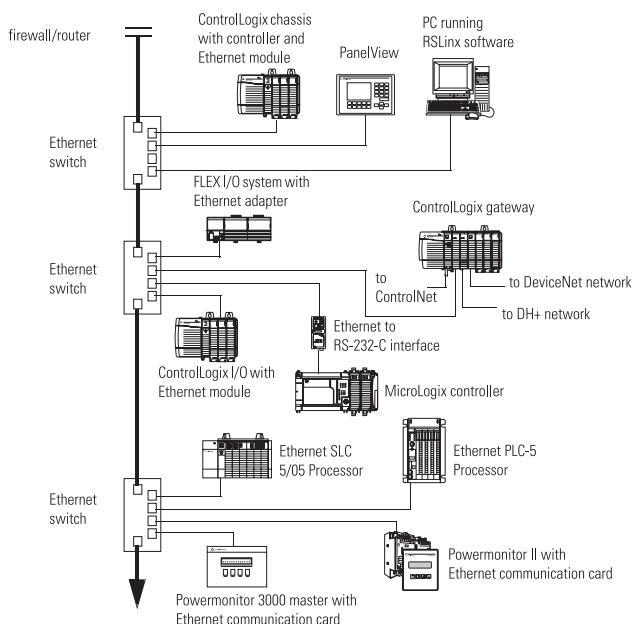 ControlLogix chassis
with controller and
Ethernet module
firewall/router
PanelView
PC running
RSLinx software
Ethernet
switch
FLEX I/O system with
Ethernet adapter
ControlLogix gateway
Ethernet
switch
to
ControlNet
to DeviceNet network
to DH+ network
Ethernet to
RS-232-C interface
ControlLogix I/O with
Ethernet module
MicroLogix controller
Ethernet SLC
5/05 Processor
Ethernet PLC-5
Processor
Ethernet
switch
Powermonitor II with
Ethernet communication card
Powermonitor 3000 master with
Ethernet communication card